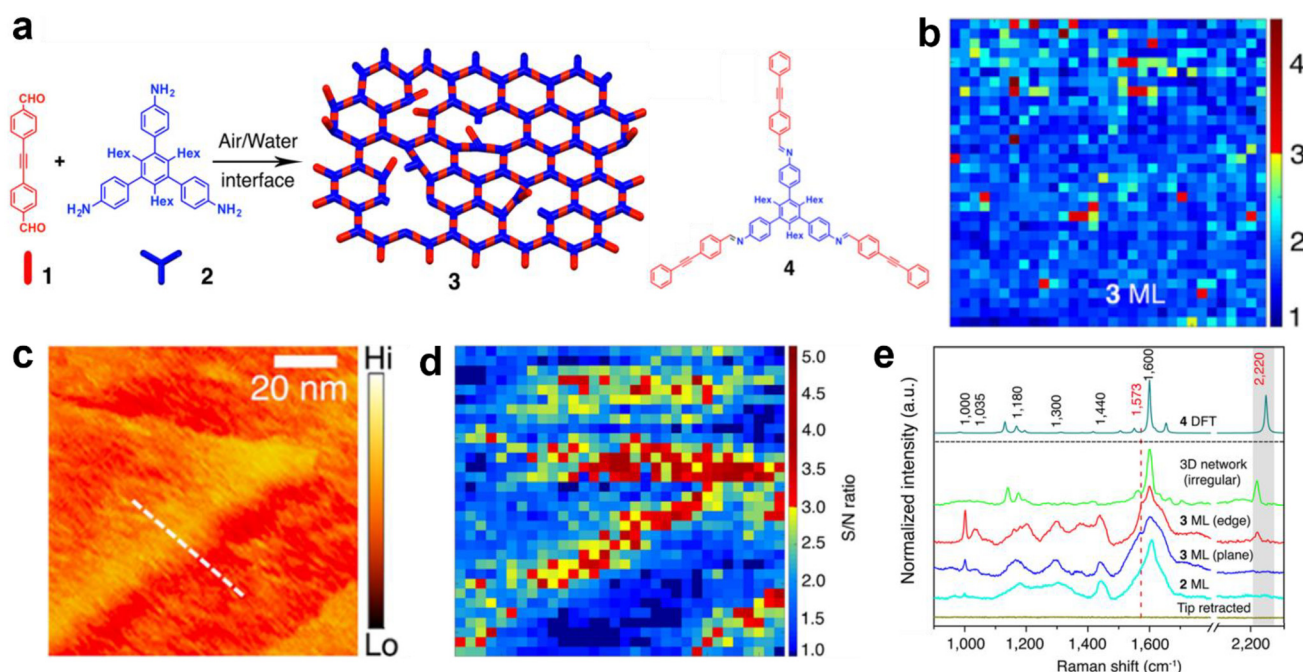 a
CHO
CHO
1
+
NH₂
Hex
Hex
Hex
H₂N
NH₂
2
Air/Water
interface
3
N
Hex
Hex
Hex
N
N
4
b
3 ML
4
3
2
1
c
20 nm
Hi
Lo
d
5.0
4.5
4.0
3.5
3.0
2.5
2.0
1.5
1.0
S/N ratio
e
Normalized intensity (a.u.)
1,000
1,035
1,180
1,300
1,440
1,573
1,600
2,220
4 DFT
3D network
(irregular)
3 ML (edge)
3 ML (plane)
2 ML
Tip retracted
1,000 1,200 1,400 1,600 2,200
Raman shift (cm⁻¹)